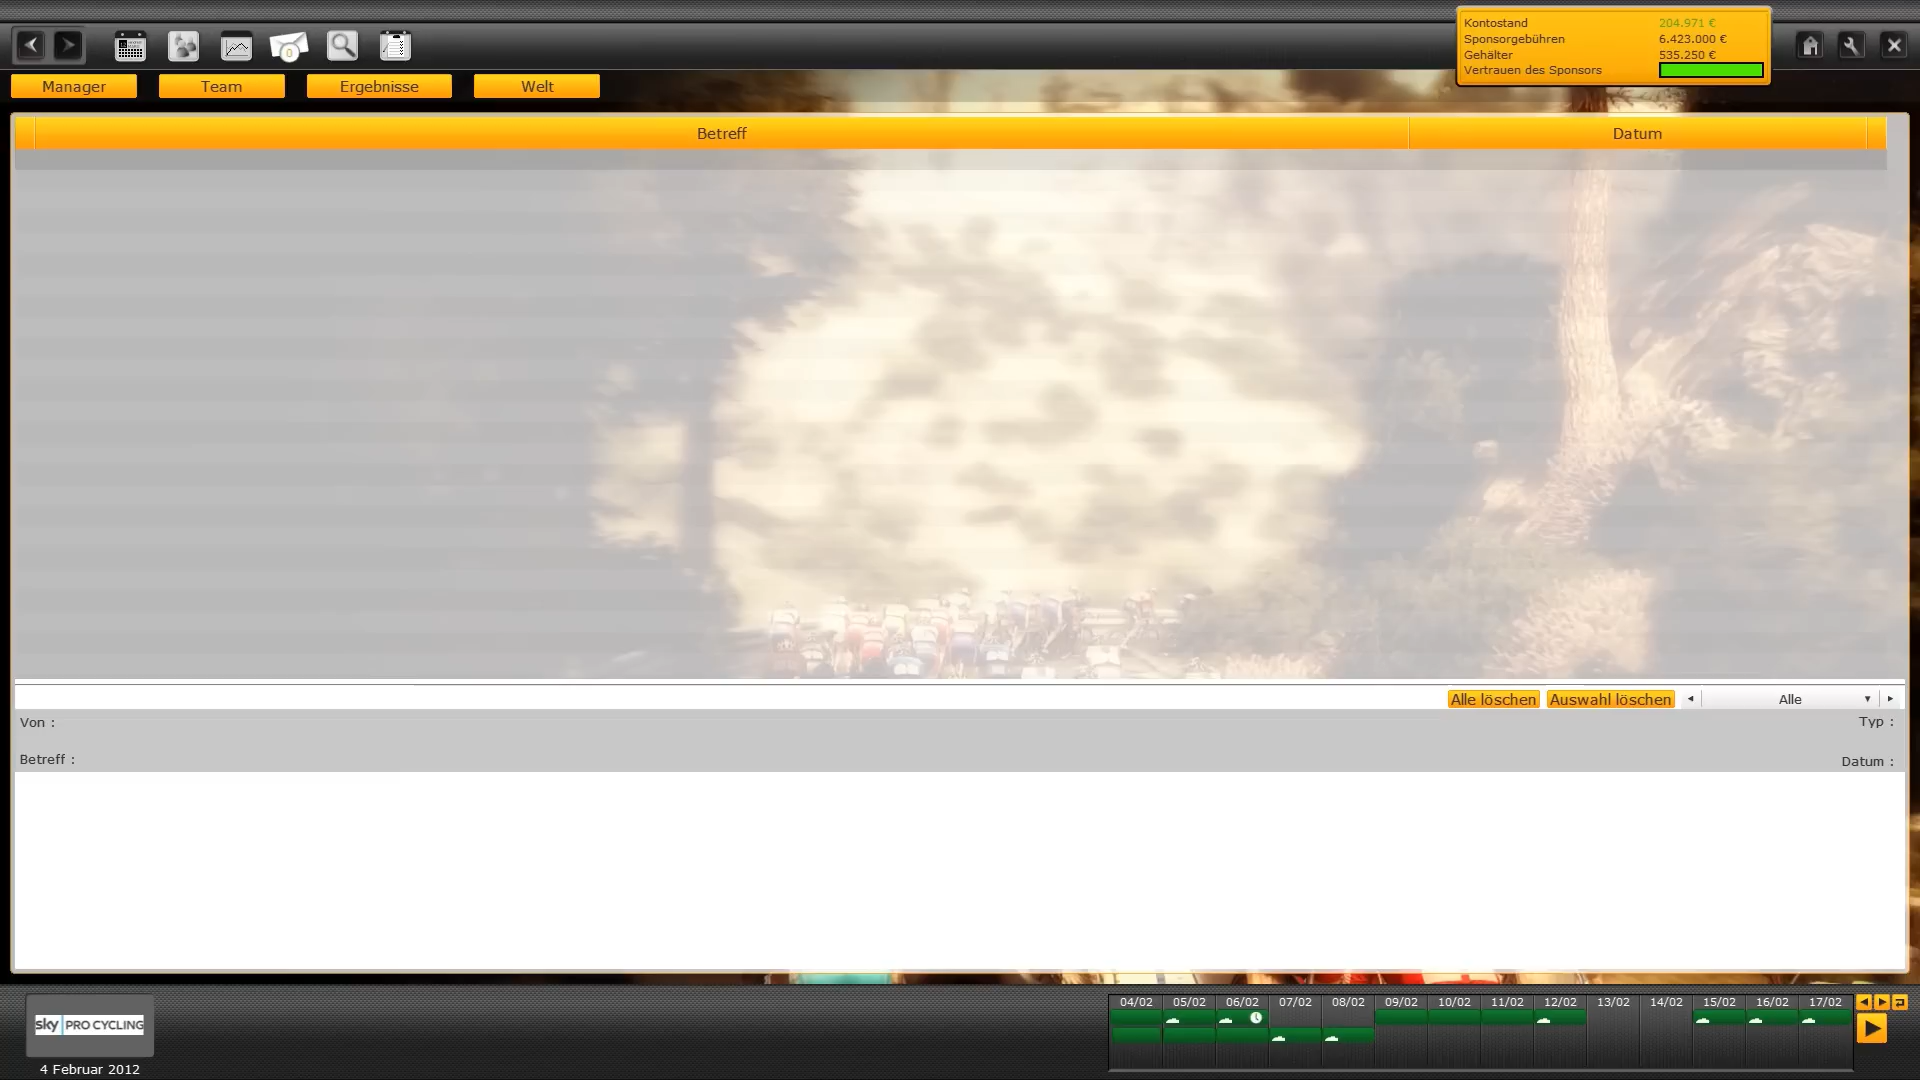 Kontostand 204.971 €
Sponsorgebühren 6.423.000 €
Gehälter 535.250 €
Vertrauen des Sponsors
0
Manager Team Ergebnisse Welt
Betreff Datum
Alle löschen Auswahl löschen Alle
Von : Typ :
Betreff : Datum :
04/02 05/02 06/02 07/02 08/02 09/02 10/02 11/02 12/02 13/02 14/02 15/02 16/02 17/02
sky PRO CYCLING
4 Februar 2012